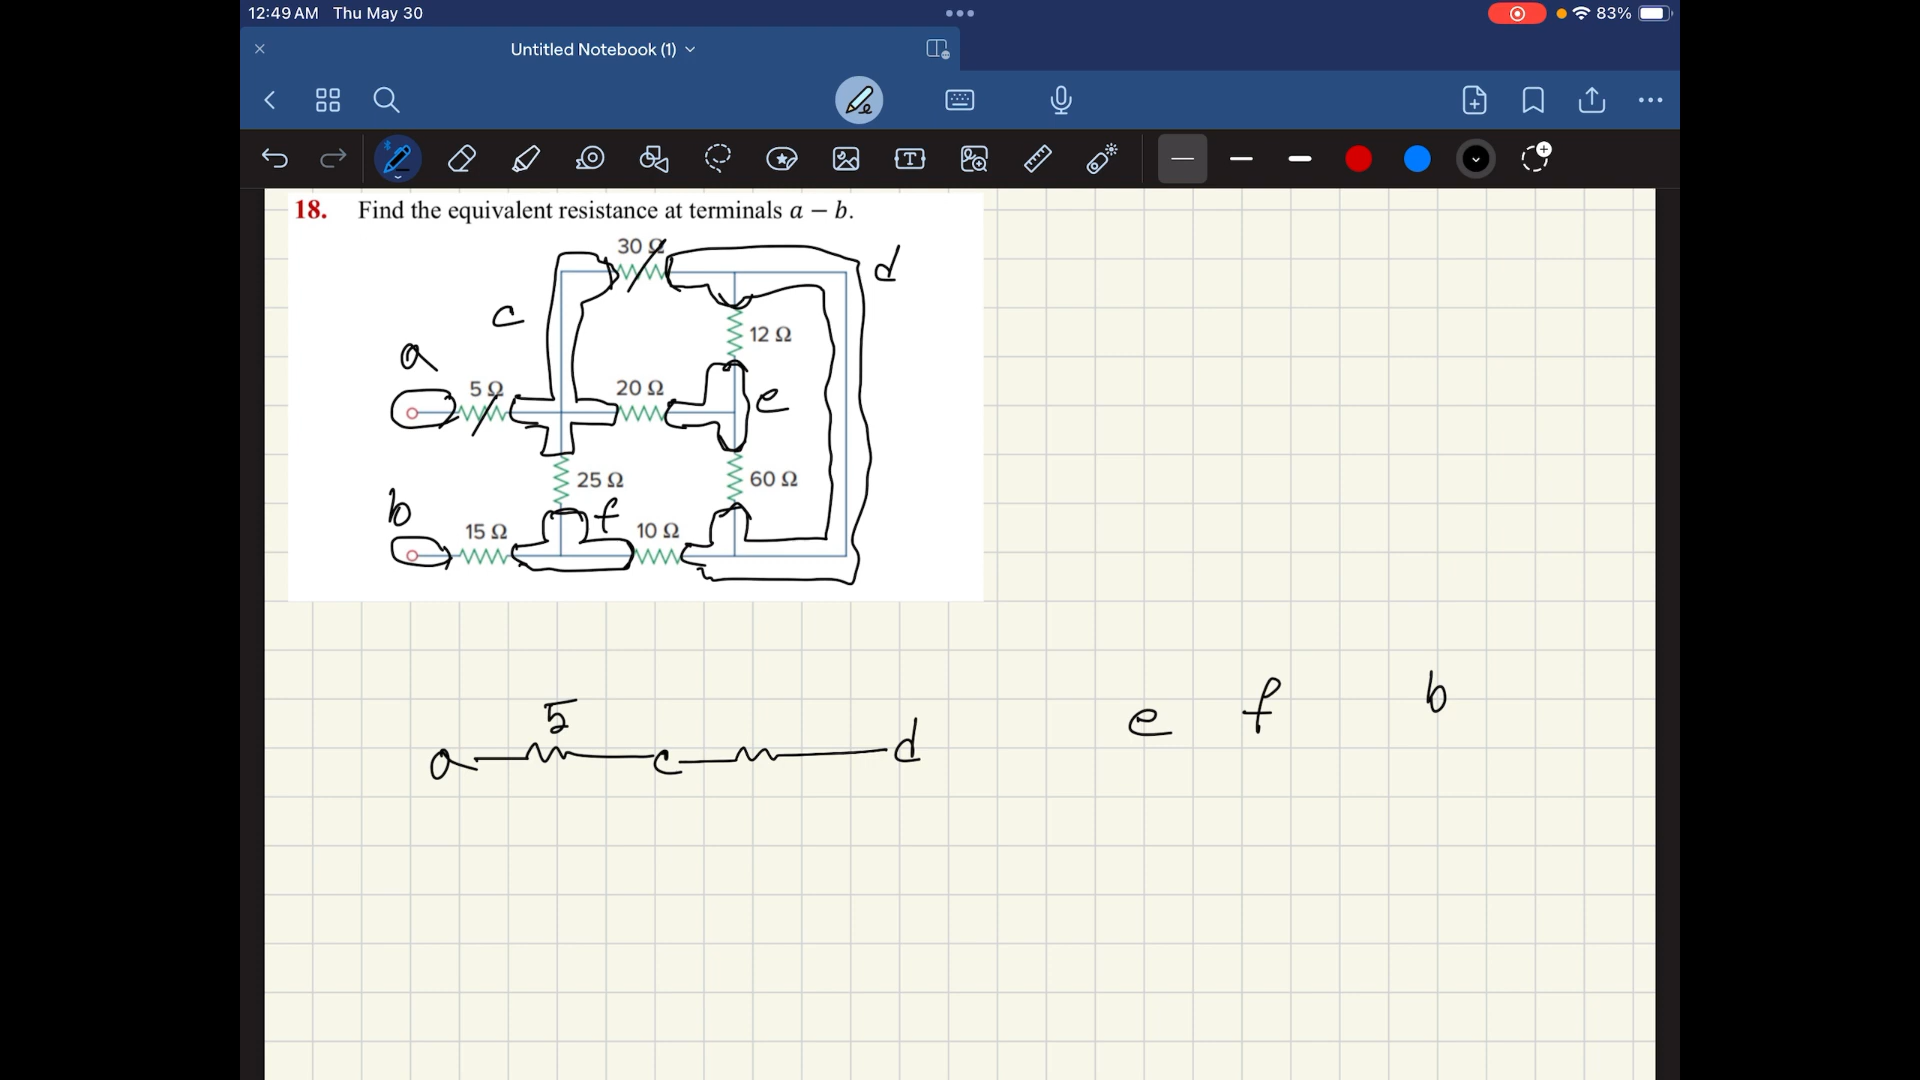 12:49 AM Thu May 30
83%
Untitled Notebook (1)
18. Find the equivalent resistance at terminals a – b.
30 Ω
d
c
12 Ω
a
5 Ω
20 Ω
e
25 Ω
60 Ω
b
f
15 Ω
10 Ω
5
e f b
a c d